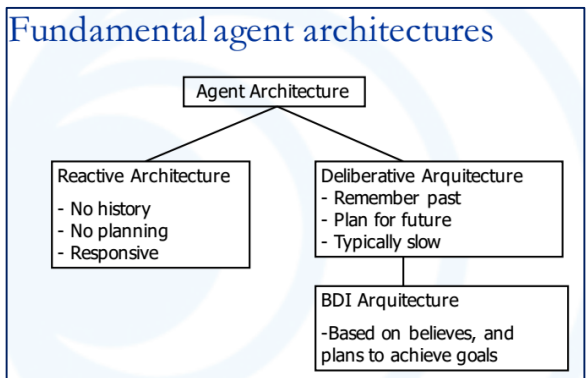 Fundamental agent architectures
Agent Architecture
Reactive Architecture
- No history
- No planning
- Responsive
Deliberative Arquitecture
- Remember past
- Plan for future
- Typically slow
BDI Arquitecture
-Based on believes, and
plans to achieve goals